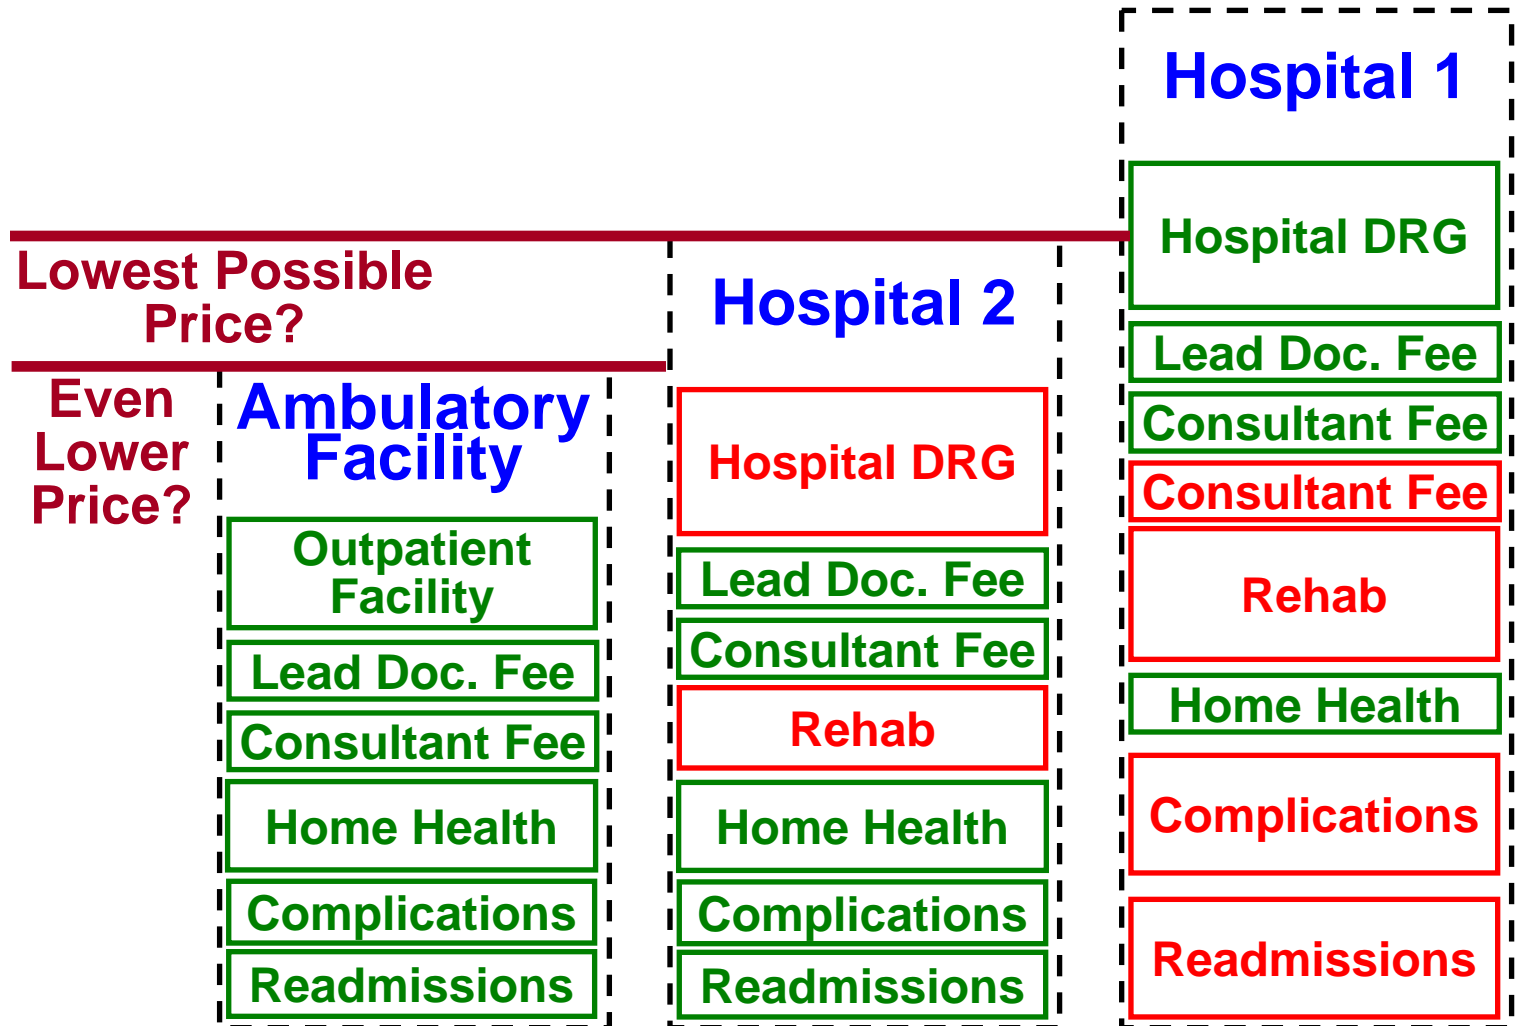 Lowest Possible
Price?
Even
Lower
Price?
Ambulatory
Facility
Outpatient
Facility
Lead Doc. Fee
Consultant Fee
Home Health
Complications
Readmissions
Hospital 2
Hospital DRG
Lead Doc. Fee
Consultant Fee
Rehab
Home Health
Complications
Readmissions
Hospital 1
Hospital DRG
Lead Doc. Fee
Consultant Fee
Consultant Fee
Rehab
Home Health
Complications
Readmissions